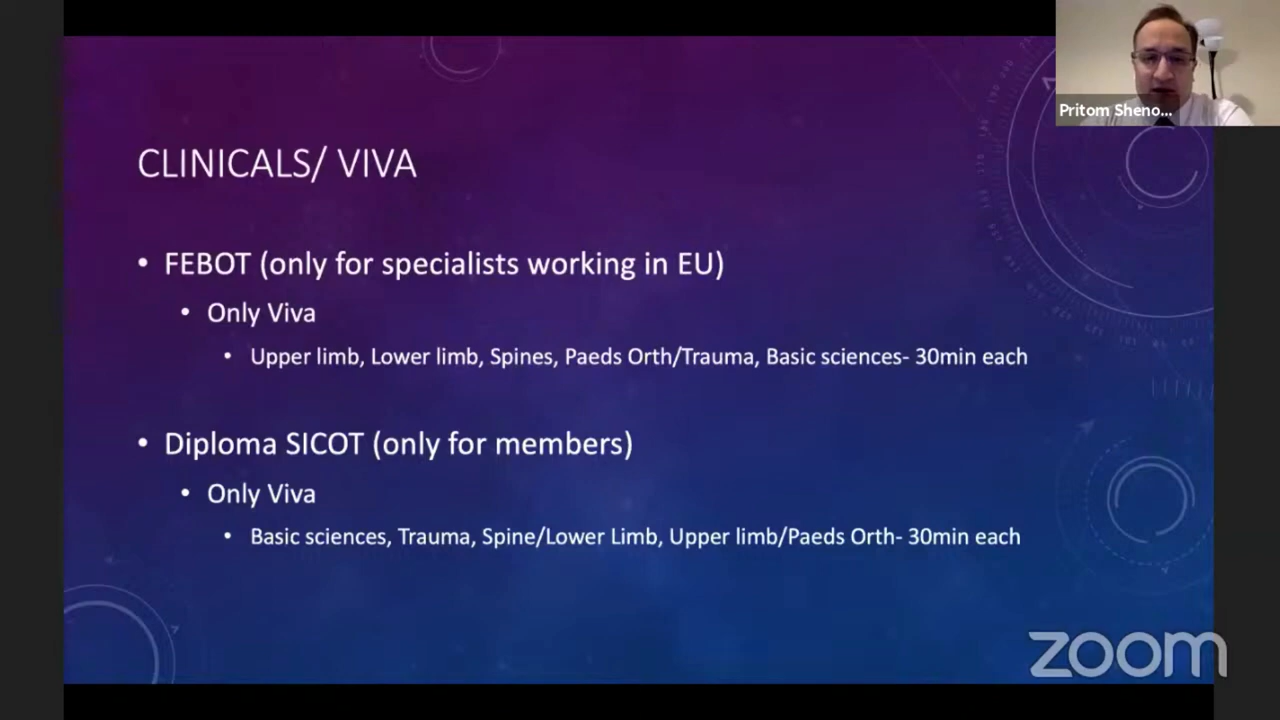 Pritom Sheno...
CLINICALS/ VIVA
• FEBOT (only for specialists working in EU)
• Only Viva
• Upper limb, Lower limb, Spines, Paeds Orth/Trauma, Basic sciences- 30min each
• Diploma SICOT (only for members)
• Only Viva
• Basic sciences, Trauma, Spine/Lower Limb, Upper limb/Paeds Orth- 30min each
zoom